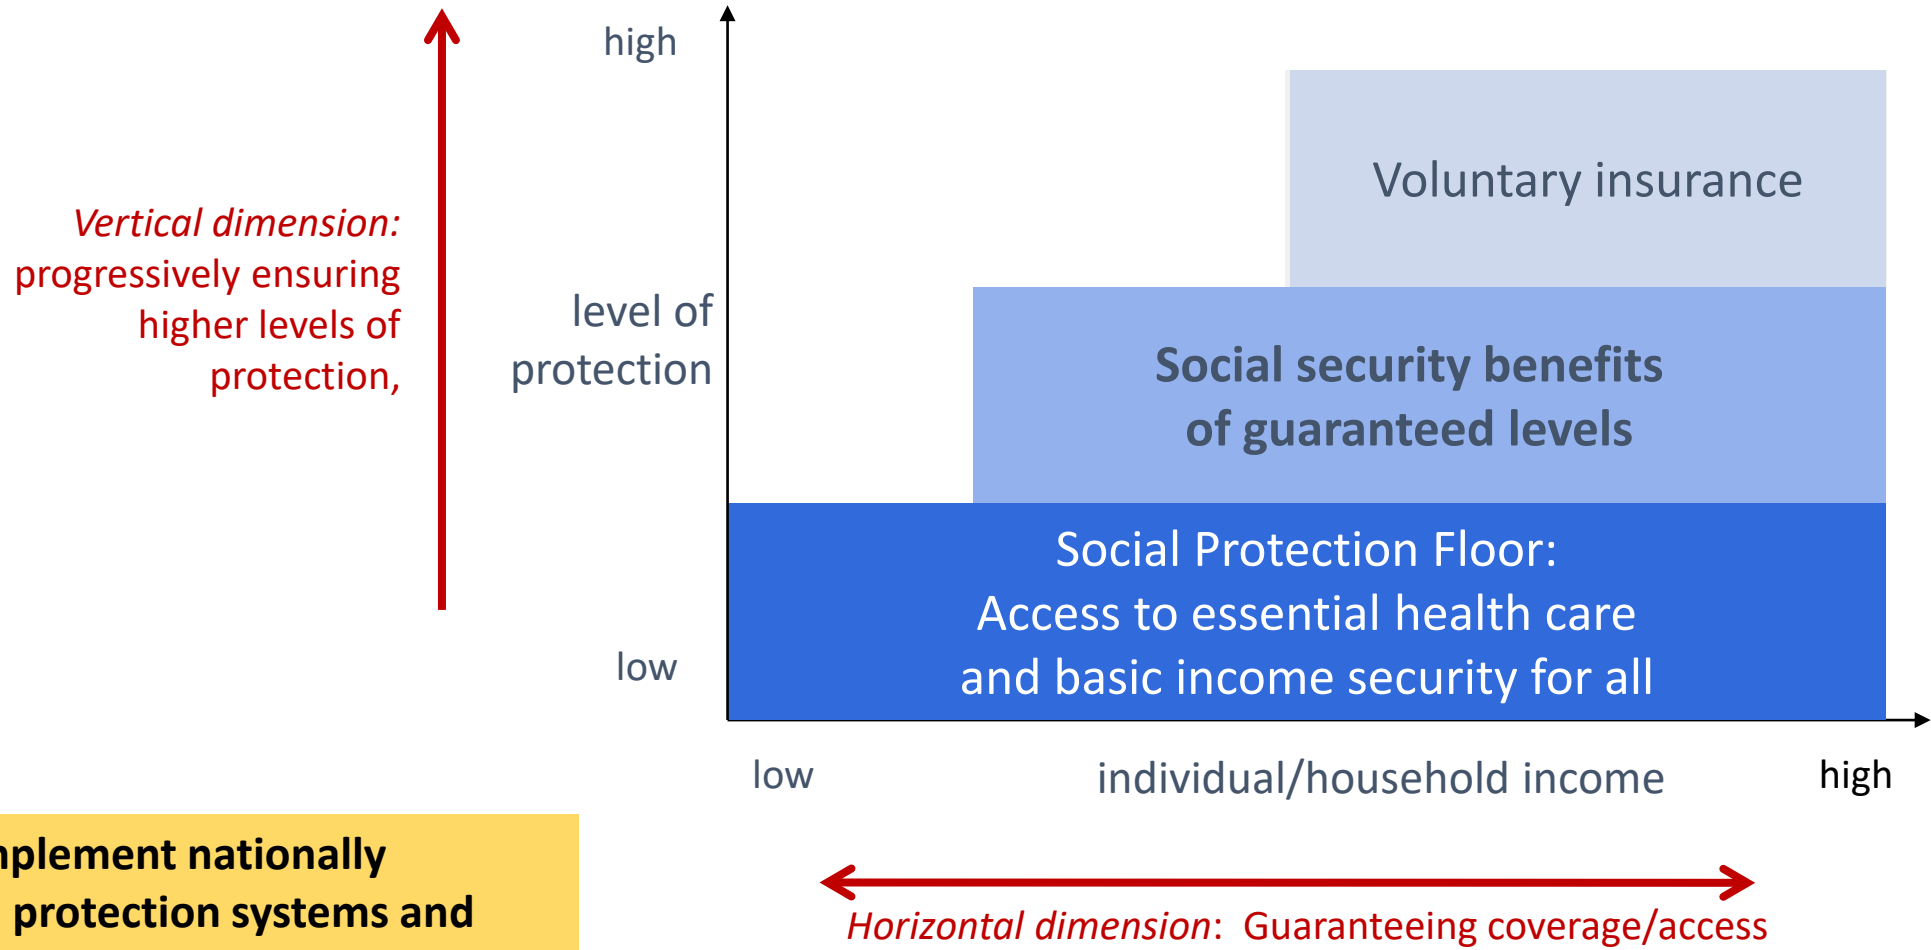 high
Voluntary insurance
Vertical dimension:
progressively ensuring
higher levels of
protection,
level of
protection
Social security benefits
of guaranteed levels
Social Protection Floor:
Access to essential health care
and basic income security for all
low
low
individual/household income
high
nplement nationally
protection systems and
Horizontal dimension: Guaranteeing coverage/access